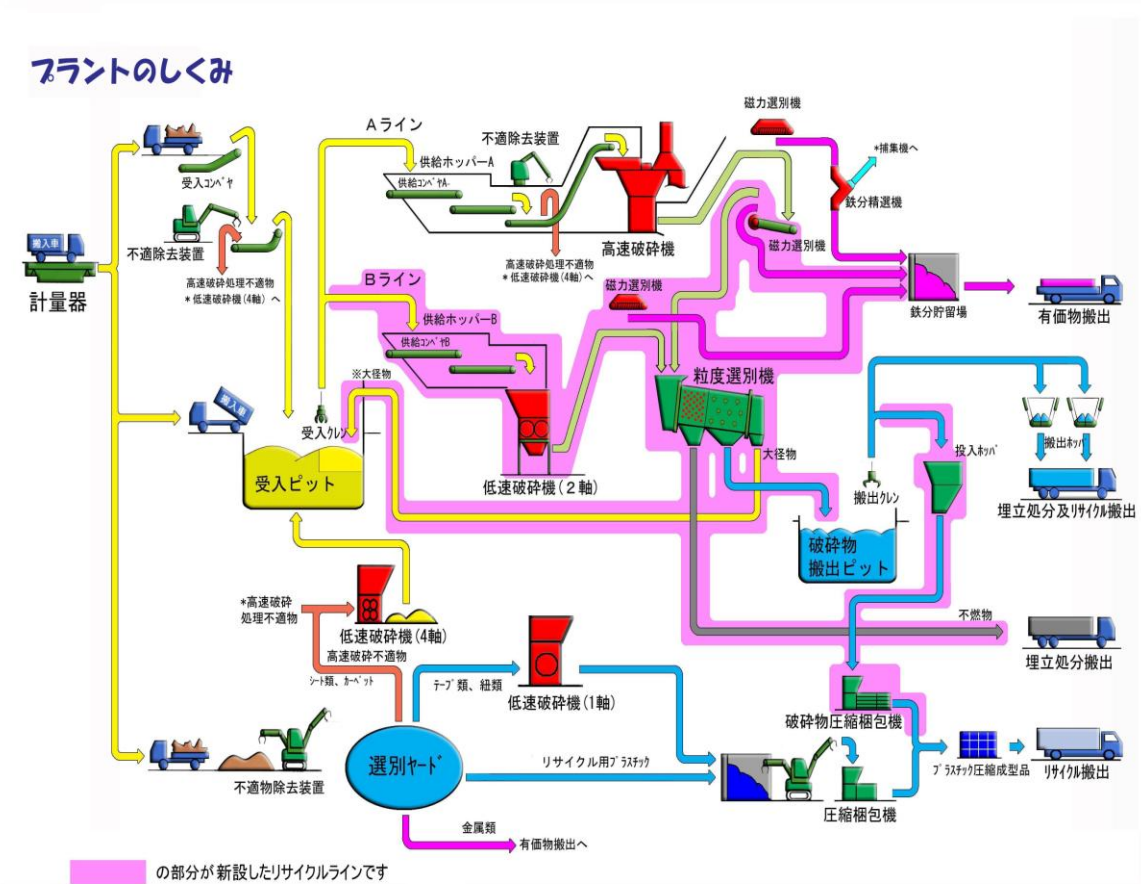 プラントのしくみ
磁力選別機
Aライン
不適除去装置
*捕集機へ
供給ホッパーA
受入コンベヤ
供給コンベヤA
鉄分精選機
搬入車
不適除去装置
高速破砕機
磁力選別機
高速破砕処理不適物
*低速破砕機(4軸)へ
高速破砕処理不適物
*低速破砕機(4軸)へ
計量器
Bライン
磁力選別機
鉄分貯留場
有価物搬出
供給ホッパーB
供給コンベヤB
※大径物
粒度選別機
搬入車
受入クレン
搬出ホッパ
大径物
投入ホッパ
受入ピット
低速破砕機(2軸)
搬出クレン
埋立処分及リサイクル搬出
破砕物
搬出ピット
*高速破砕
処理不適物
不燃物
低速破砕機(4軸)
高速破砕不適物
埋立処分搬出
シート類、カーペット
テープ類、紐類
低速破砕機(1軸)
破砕物圧縮梱包機
選別ヤード
リサイクル用プラスチック
プラスチック圧縮成型品
リサイクル搬出
不適物除去装置
圧縮梱包機
金属類
有価物搬出へ
の部分が新設したリサイクルラインです